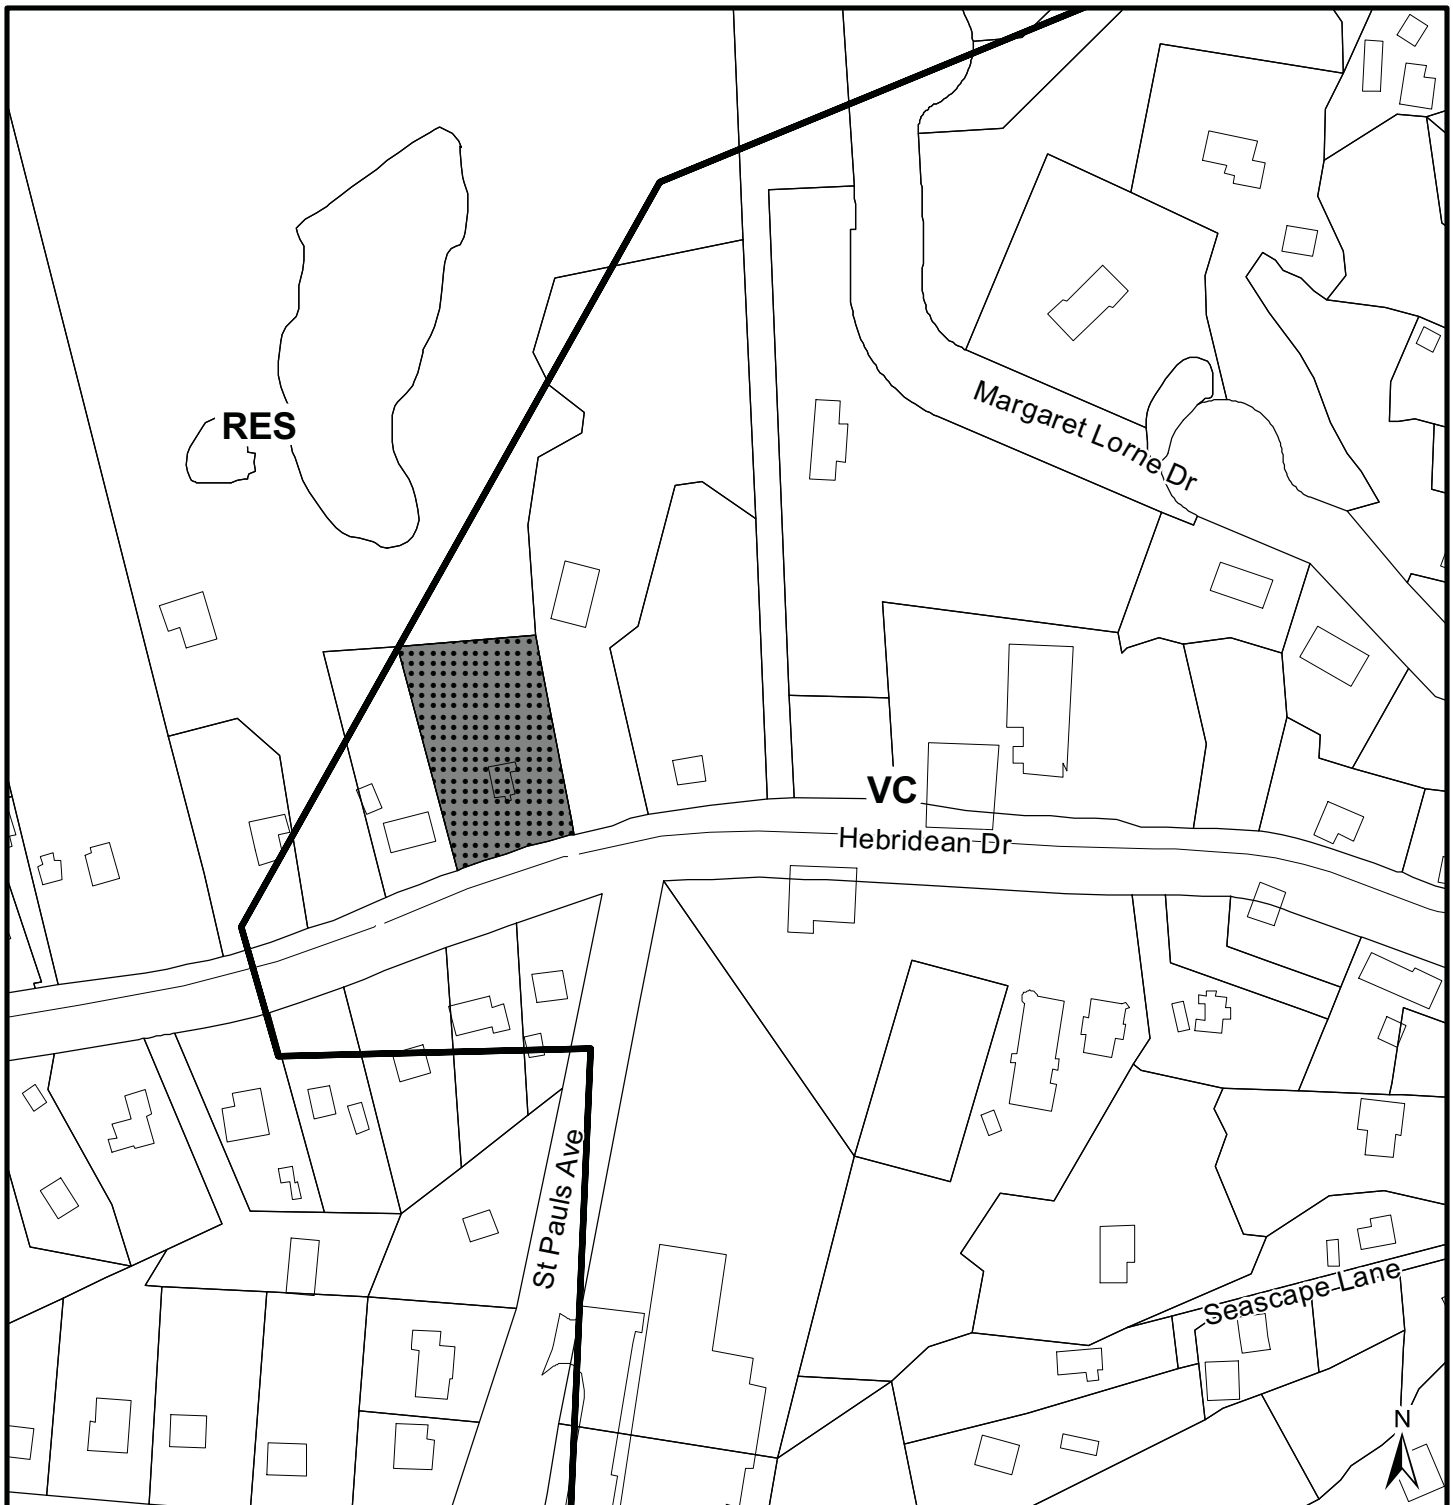 Margaret Lorne Dr
RES
VC
Hebridean Dr
St Pauls Ave
Seascape Lane
N